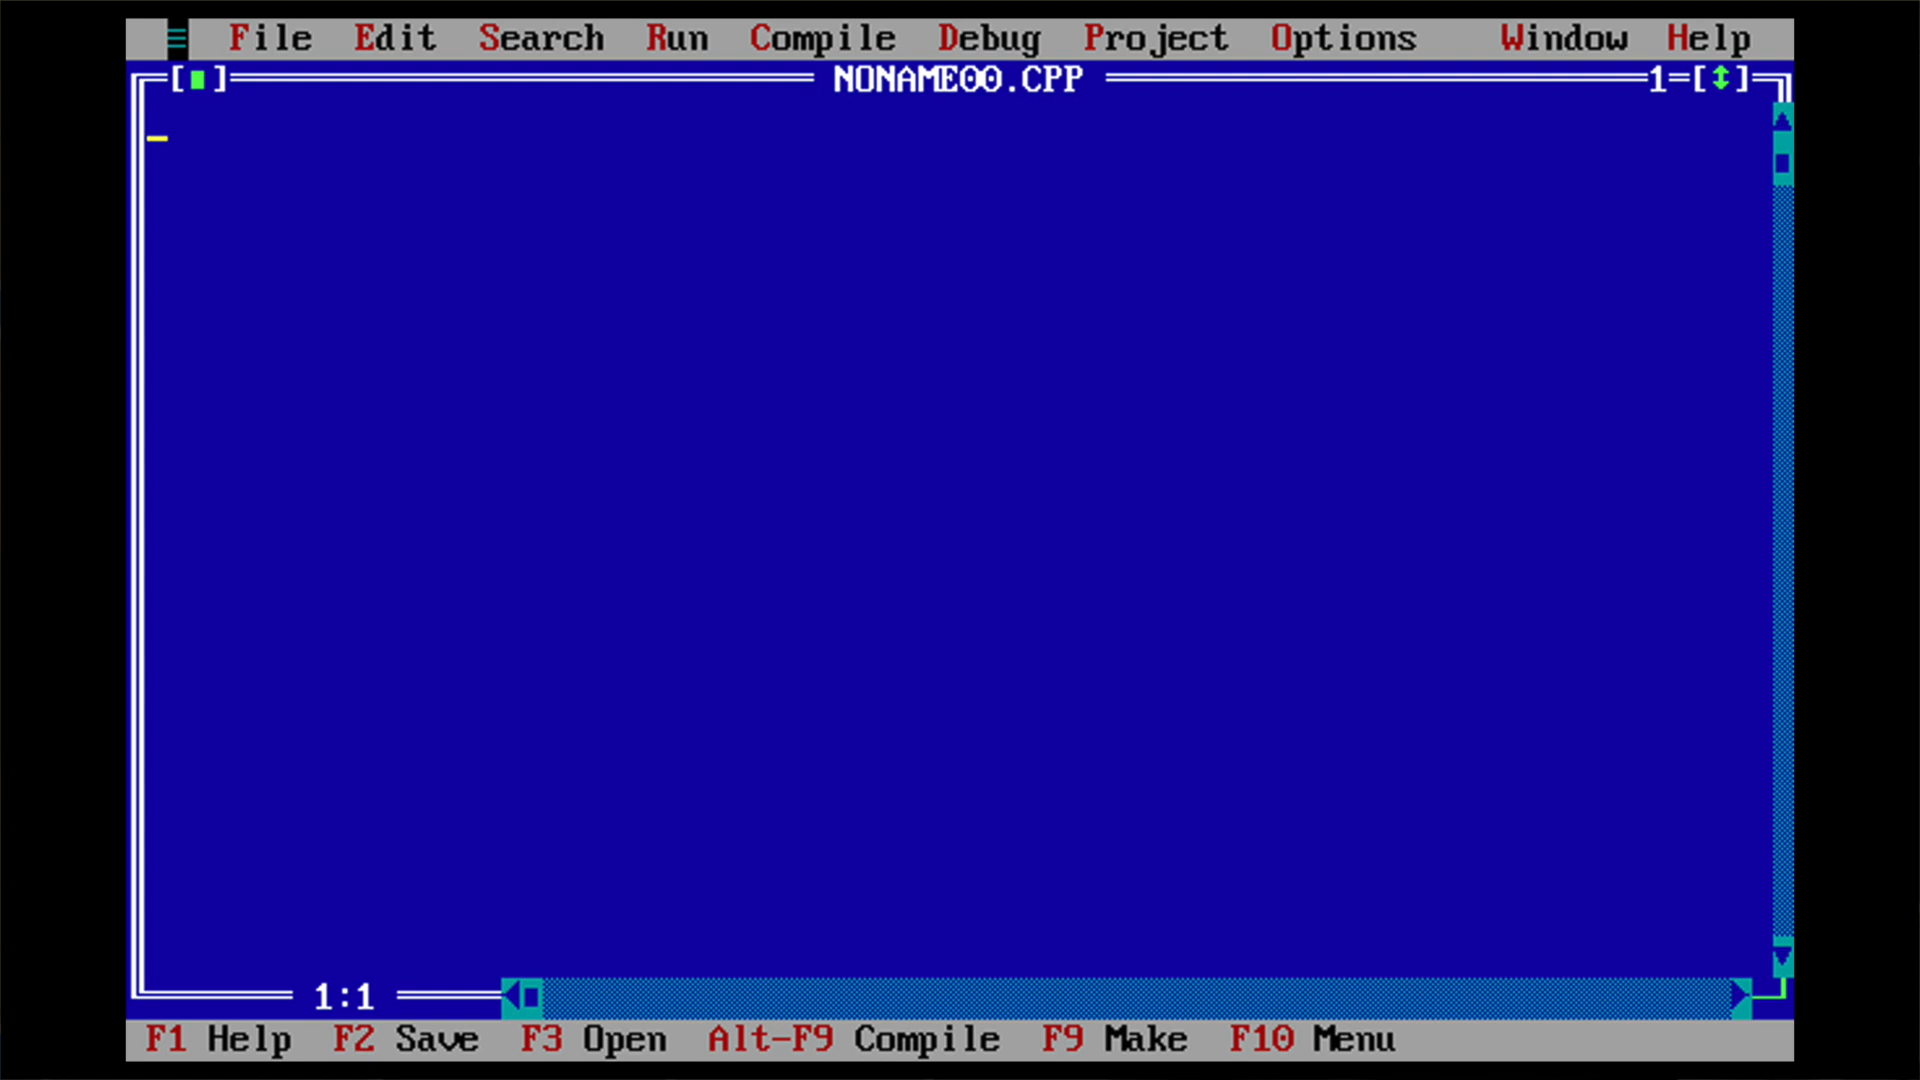 ≡ File Edit Search Run Compile Debug Project Options Window Help
[■] NONAME00.CPP 1=[↕]
1:1
F1 Help F2 Save F3 Open Alt-F9 Compile F9 Make F10 Menu